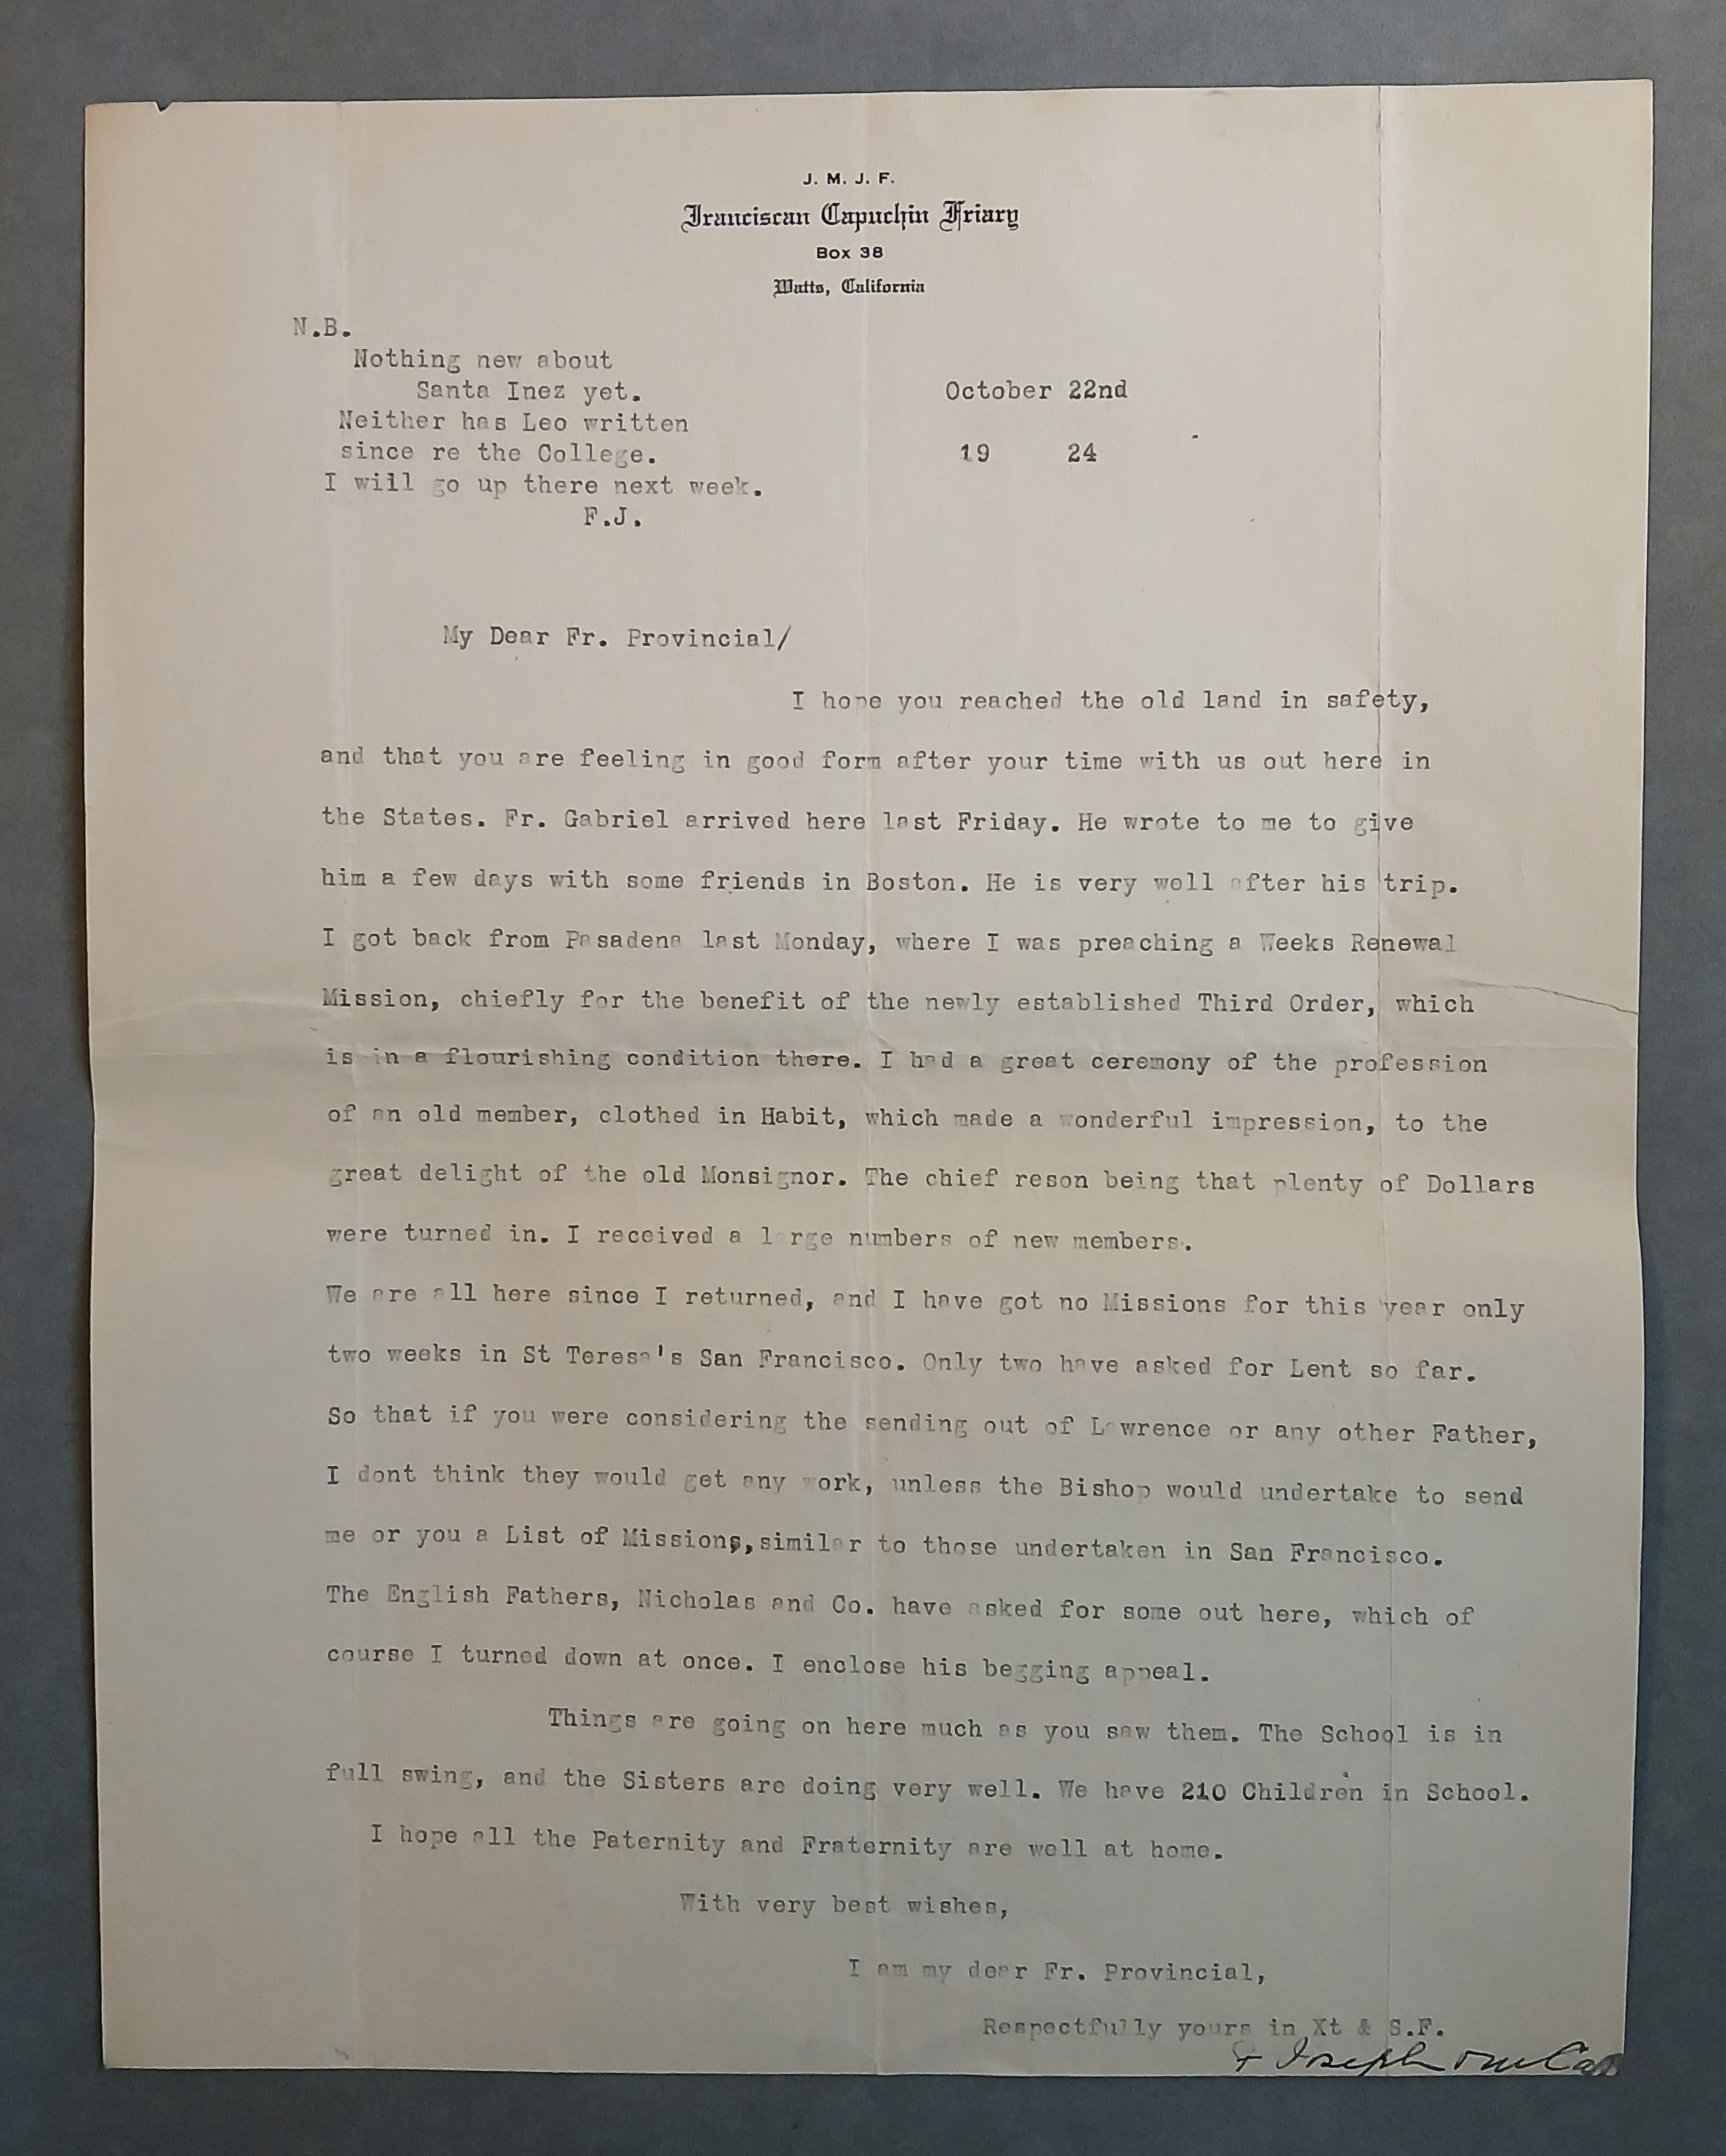 J. M. J. F.
Franciscan Capuchin Friary
Box 38
Watts, California
N.B.
Nothing new about
Santa Inez yet.
October 22nd
Neither has Leo written
since re the College.
19 24
I will go up there next week.
F.J.
My Dear Fr. Provincial/
I hope you reached the old land in safety,
and that you are feeling in good form after your time with us out here in
the States. Fr. Gabriel arrived here last Friday. He wrote to me to give
him a few days with some friends in Boston. He is very well after his trip.
I got back from Pasadena last Monday, where I was preaching a Weeks Renewal
Mission, chiefly for the benefit of the newly established Third Order, which
is in a flourishing condition there. I had a great ceremony of the profession
of an old member, clothed in Habit, which made a wonderful impression, to the
great delight of the old Monsignor. The chief reson being that plenty of Dollars
were turned in. I received a large numbers of new members.
We are all here since I returned, and I have got no Missions for this year only
two weeks in St Teresa's San Francisco. Only two have asked for Lent so far.
So that if you were considering the sending out of Lawrence or any other Father,
I dont think they would get any work, unless the Bishop would undertake to send
me or you a List of Missions,similar to those undertaken in San Francisco.
The English Fathers, Nicholas and Co. have asked for some out here, which of
course I turned down at once. I enclose his begging appeal.
Things are going on here much as you saw them. The School is in
full swing, and the Sisters are doing very well. We have 210 Children in School.
I hope all the Paternity and Fraternity are well at home.
With very best wishes,
I am my dear Fr. Provincial,
Respectfully yours in Xt & S.F.
Joseph